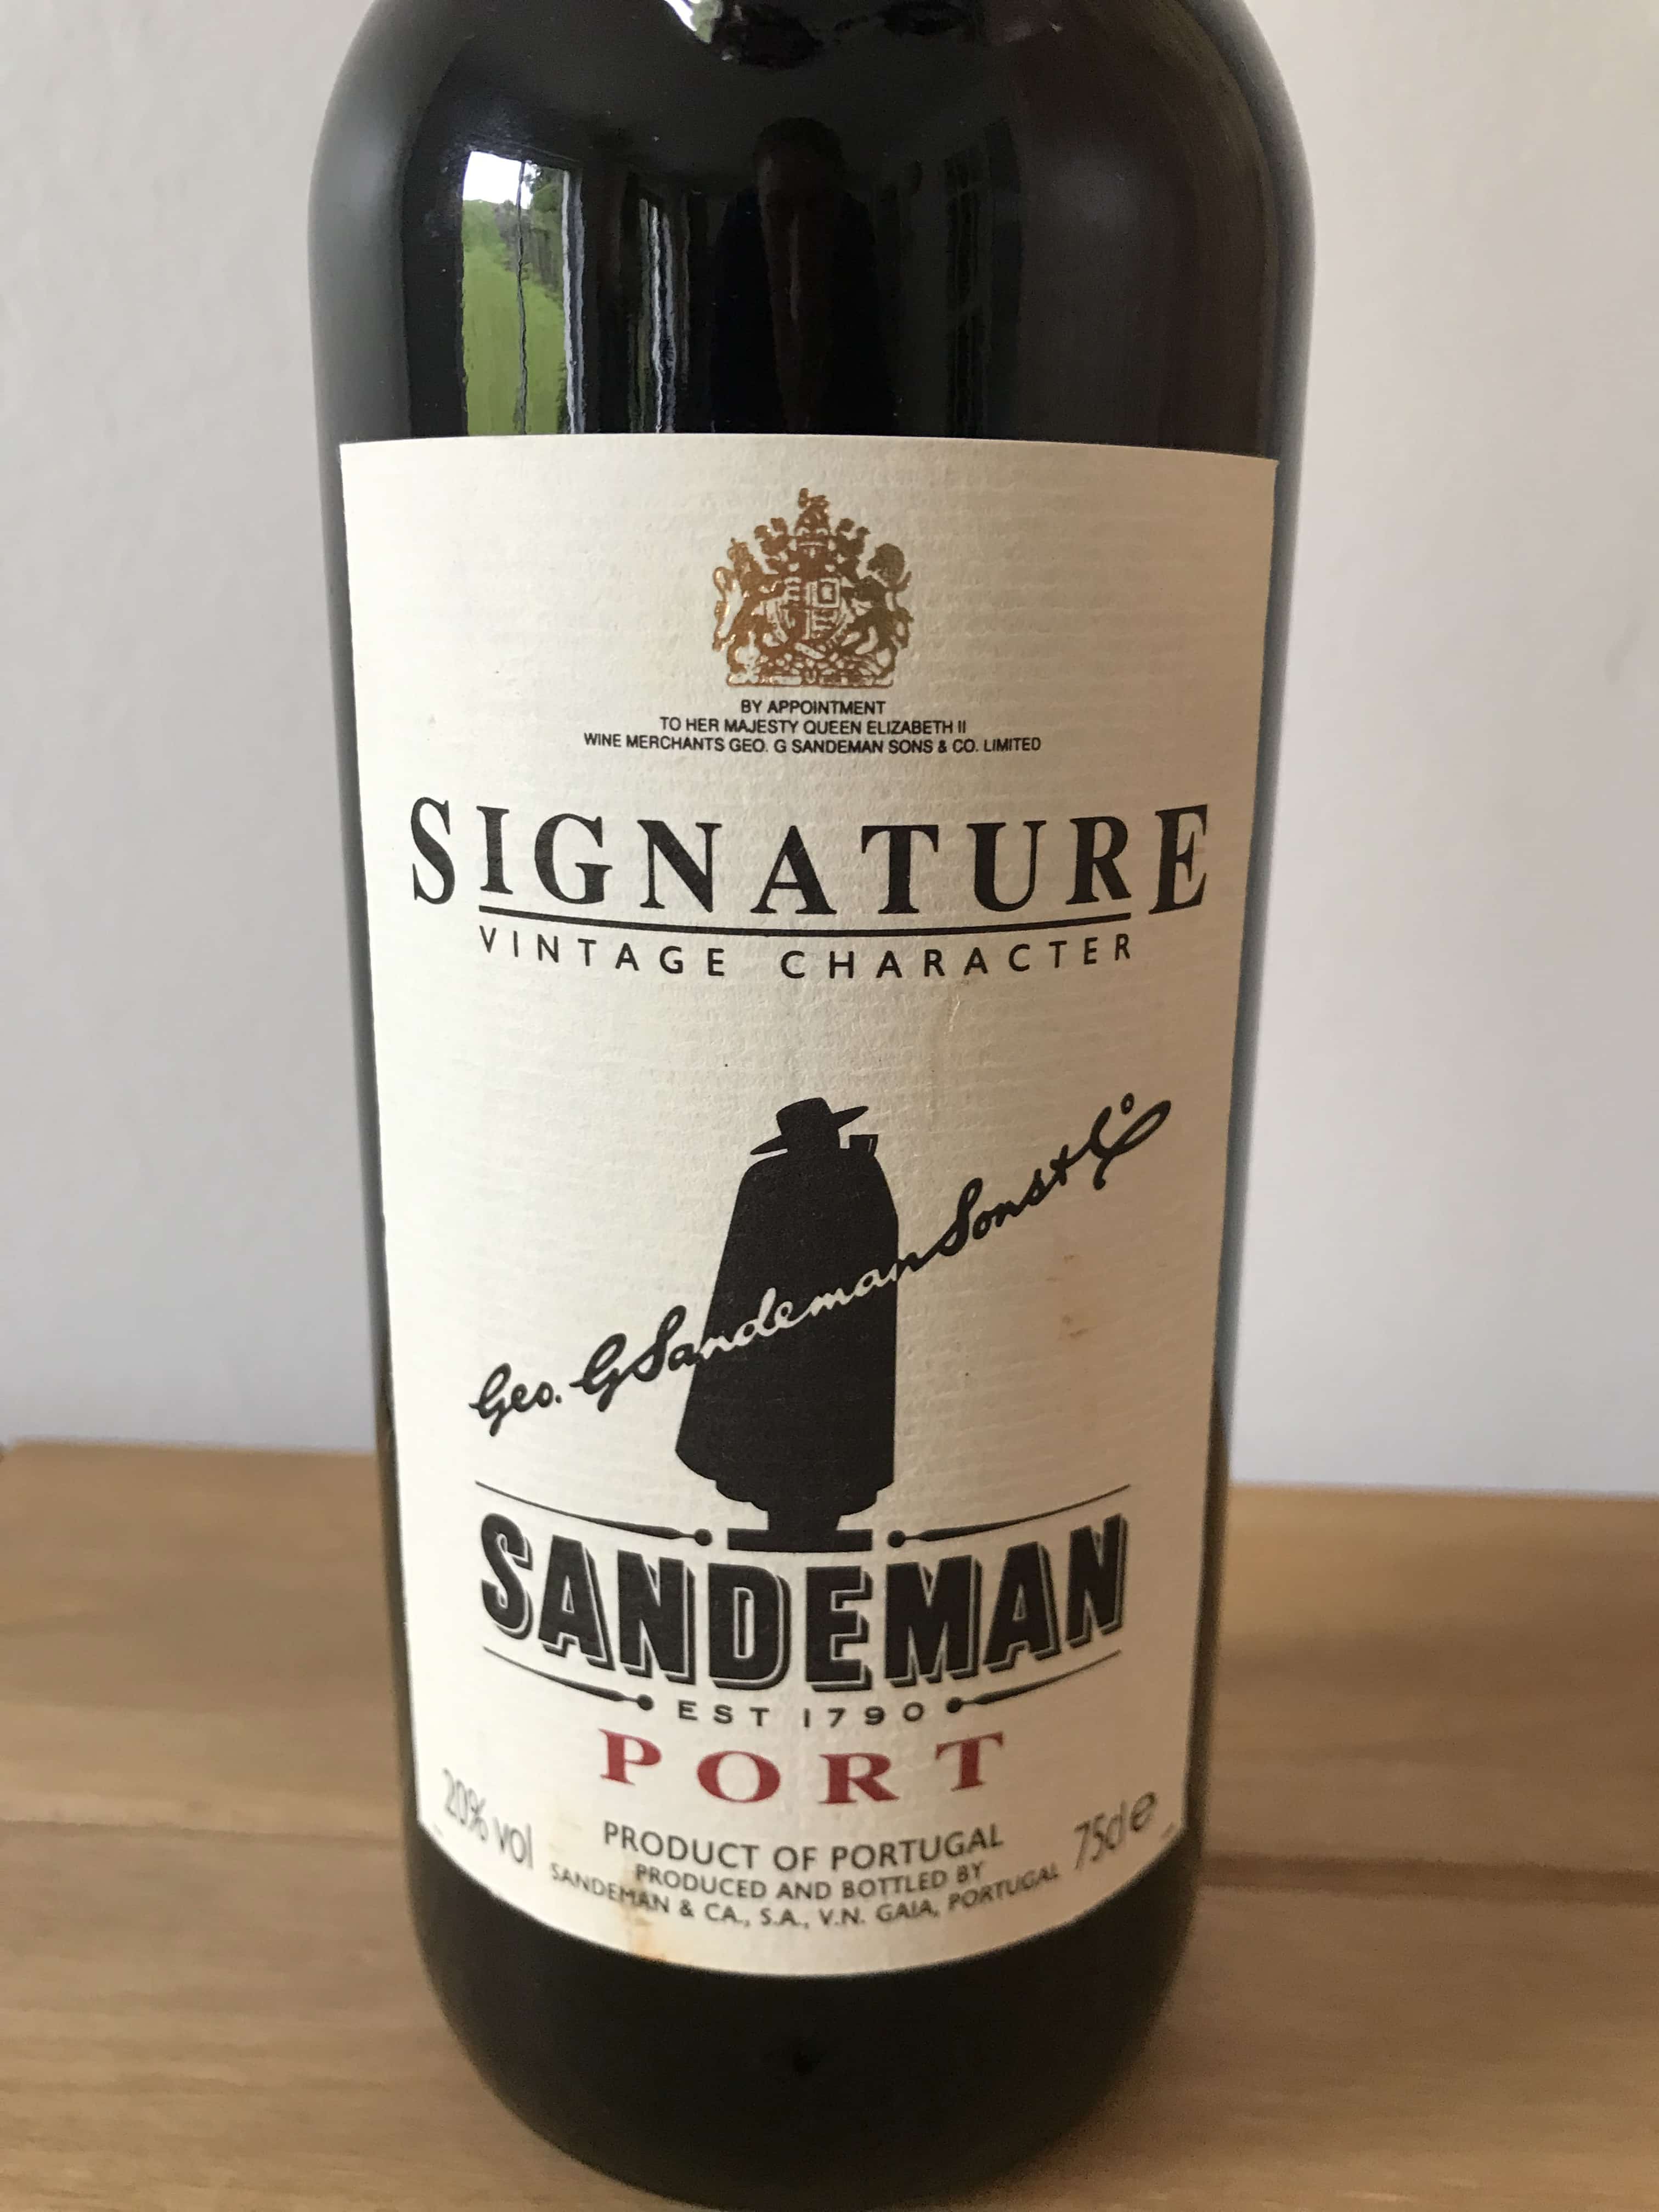 BY APPOINTMENT
TO HER MAJESTY QUEEN ELIZABETH II
WINE MERCHANTS GEO. G SANDEMAN SONS & CO. LIMITED
SIGNATURE
VINTAGE CHARACTER
Geo. G Sandeman Sons & Co
SANDEMAN
EST 1790
PORT
20% vol
PRODUCT OF PORTUGAL
75cl e
PRODUCED AND BOTTLED BY
SANDEMAN & CA., S.A., V.N. GAIA, PORTUGAL